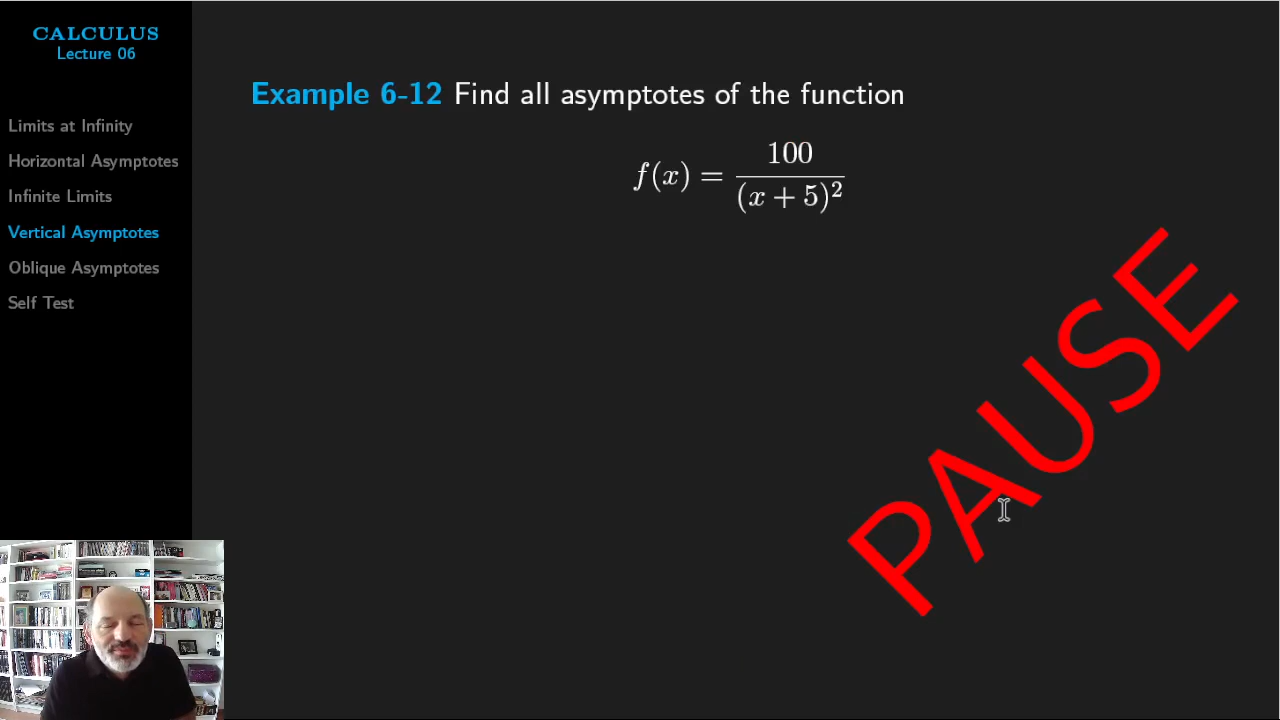 CALCULUS
Lecture 06
Limits at Infinity
Horizontal Asymptotes
Infinite Limits
Vertical Asymptotes
Oblique Asymptotes
Self Test
Example 6-12 Find all asymptotes of the function
f(x) = 100 / (x + 5)²
PAUSE